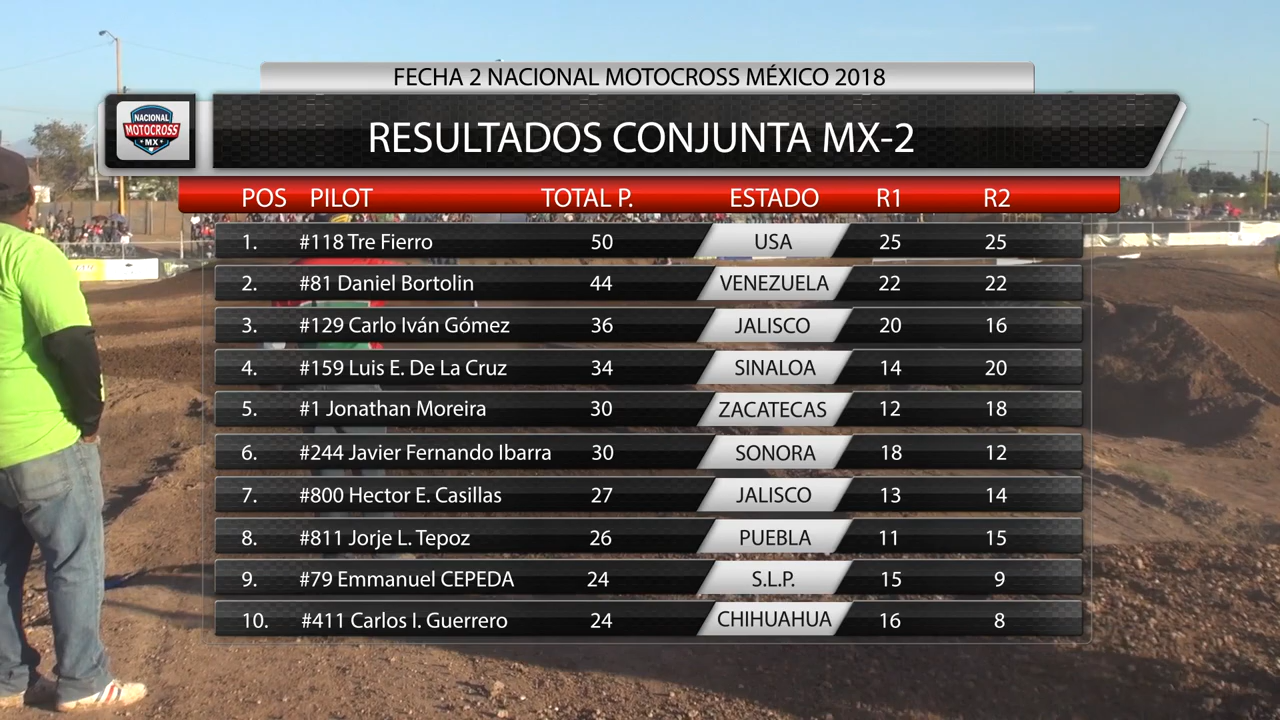 FECHA 2 NACIONAL MOTOCROSS MÉXICO 2018
NACIONAL
MOTOCROSS
MX
RESULTADOS CONJUNTA MX-2
POS PILOT TOTAL P. ESTADO R1 R2
1. #118 Tre Fierro 50 USA 25 25
2. #81 Daniel Bortolin 44 VENEZUELA 22 22
3. #129 Carlo Iván Gómez 36 JALISCO 20 16
4. #159 Luis E. De La Cruz 34 SINALOA 14 20
5. #1 Jonathan Moreira 30 ZACATECAS 12 18
6. #244 Javier Fernando Ibarra 30 SONORA 18 12
7. #800 Hector E. Casillas 27 JALISCO 13 14
8. #811 Jorje L. Tepoz 26 PUEBLA 11 15
9. #79 Emmanuel CEPEDA 24 S.L.P. 15 9
10. #411 Carlos I. Guerrero 24 CHIHUAHUA 16 8